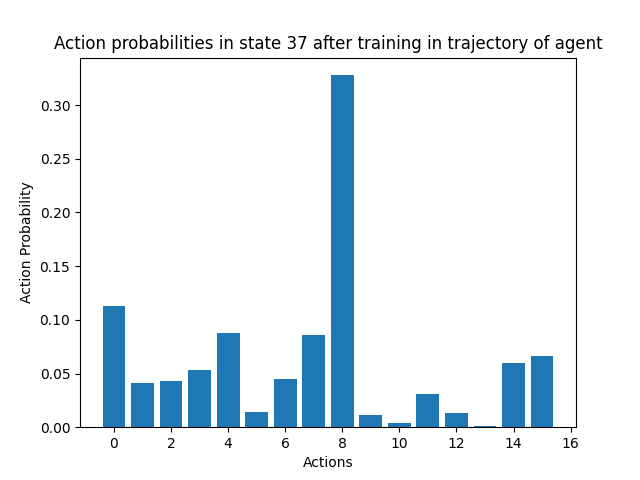 Action probabilities in state 37 after training in trajectory of agent
0.30
0.25
0.20
0.15
0.10
0.05
0.00
Action Probability
0 2 4 6 8 10 12 14 16
Actions